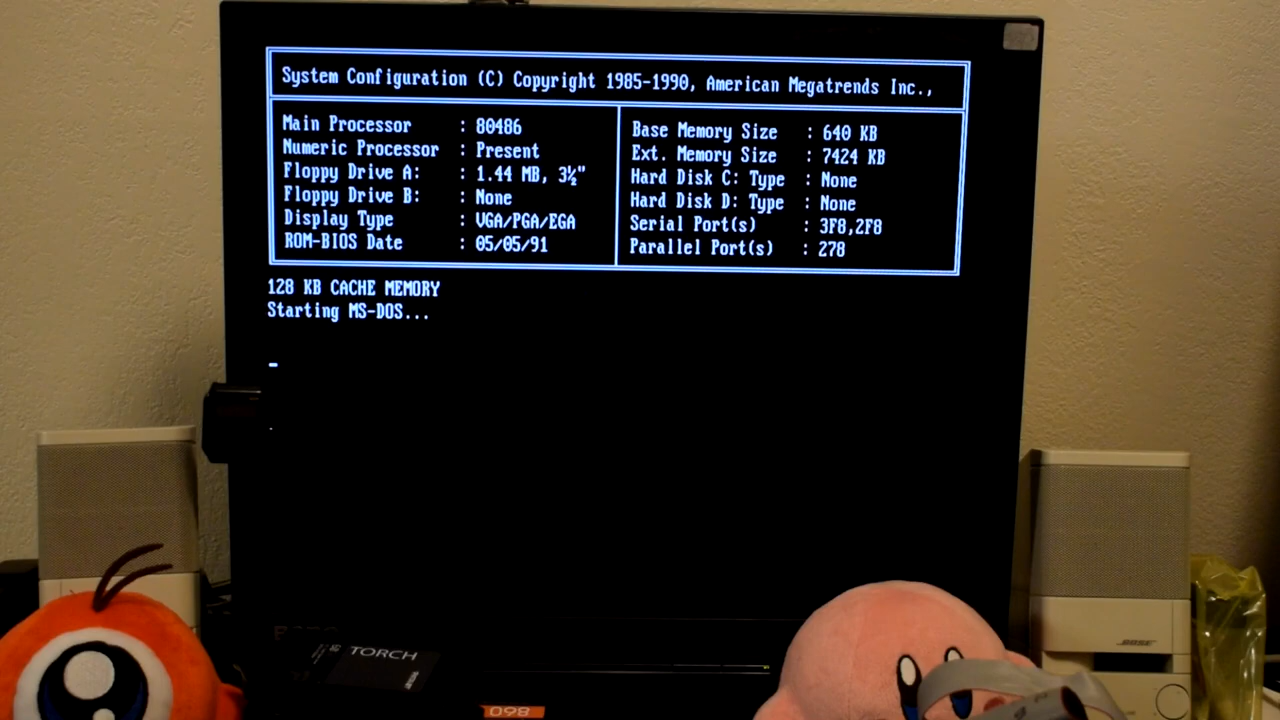 System Configuration (C) Copyright 1985-1990, American Megatrends Inc.,
Main Processor : 80486
Numeric Processor : Present
Floppy Drive A: : 1.44 MB, 3½"
Floppy Drive B: : None
Display Type : VGA/PGA/EGA
ROM-BIOS Date : 05/05/91
Base Memory Size : 640 KB
Ext. Memory Size : 7424 KB
Hard Disk C: Type : None
Hard Disk D: Type : None
Serial Port(s) : 3F8,2F8
Parallel Port(s) : 278
128 KB CACHE MEMORY
Starting MS-DOS...
TORCH
098
BOSE